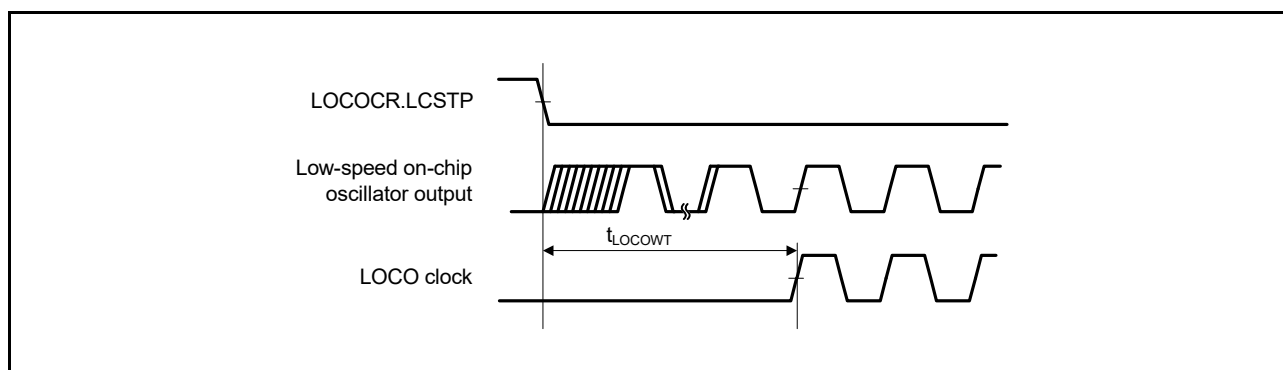 LOCOCR.LCSTP
Low-speed on-chip
oscillator output
tLOCOWT
LOCO clock